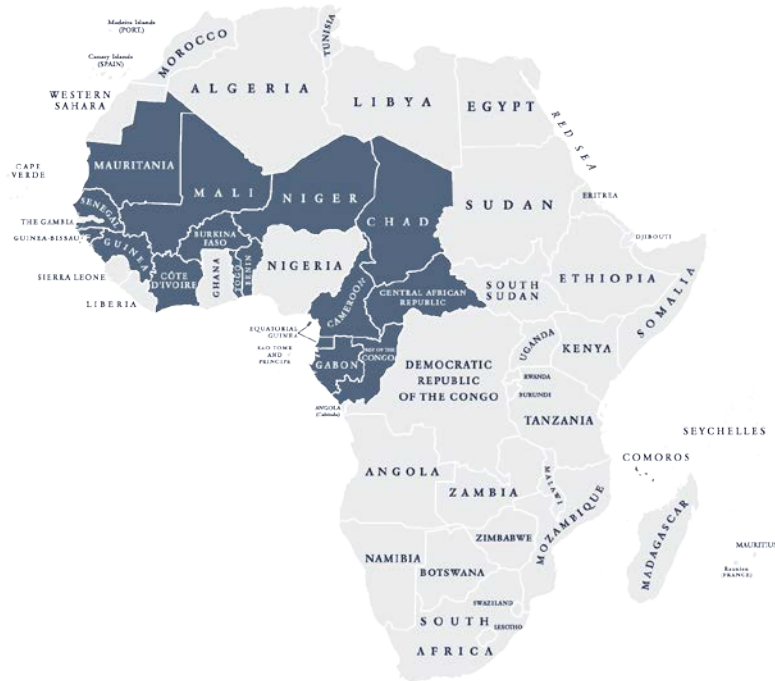 Madeira Islands
(PORT.)
TUNISIA
MOROCCO
Canary Islands
(SPAIN)
ALGERIA
LIBYA
EGYPT
WESTERN
SAHARA
RED SEA
CAPE
VERDE
MAURITANIA
MALI
NIGER
CHAD
SUDAN
ERITREA
SENEGAL
THE GAMBIA
GUINEA-BISSAU
GUINEA
BURKINA
FASO
DJIBOUTI
SIERRA LEONE
LIBERIA
CÔTE
D'IVOIRE
GHANA
TOGO
BENIN
NIGERIA
CAMEROON
CENTRAL AFRICAN
REPUBLIC
SOUTH
SUDAN
ETHIOPIA
SOMALIA
EQUATORIAL
GUINEA
SAO TOME
AND
PRINCIPE
GABON
REP. OF THE
CONGO
DEMOCRATIC
REPUBLIC
OF THE CONGO
UGANDA
KENYA
RWANDA
BURUNDI
TANZANIA
ANGOLA
(Cabinda)
SEYCHELLES
COMOROS
ANGOLA
ZAMBIA
MALAWI
MOZAMBIQUE
ZIMBABWE
MADAGASCAR
MAURITIUS
Reunion
(FRANCE)
NAMIBIA
BOTSWANA
SWAZILAND
SOUTH
AFRICA
LESOTHO